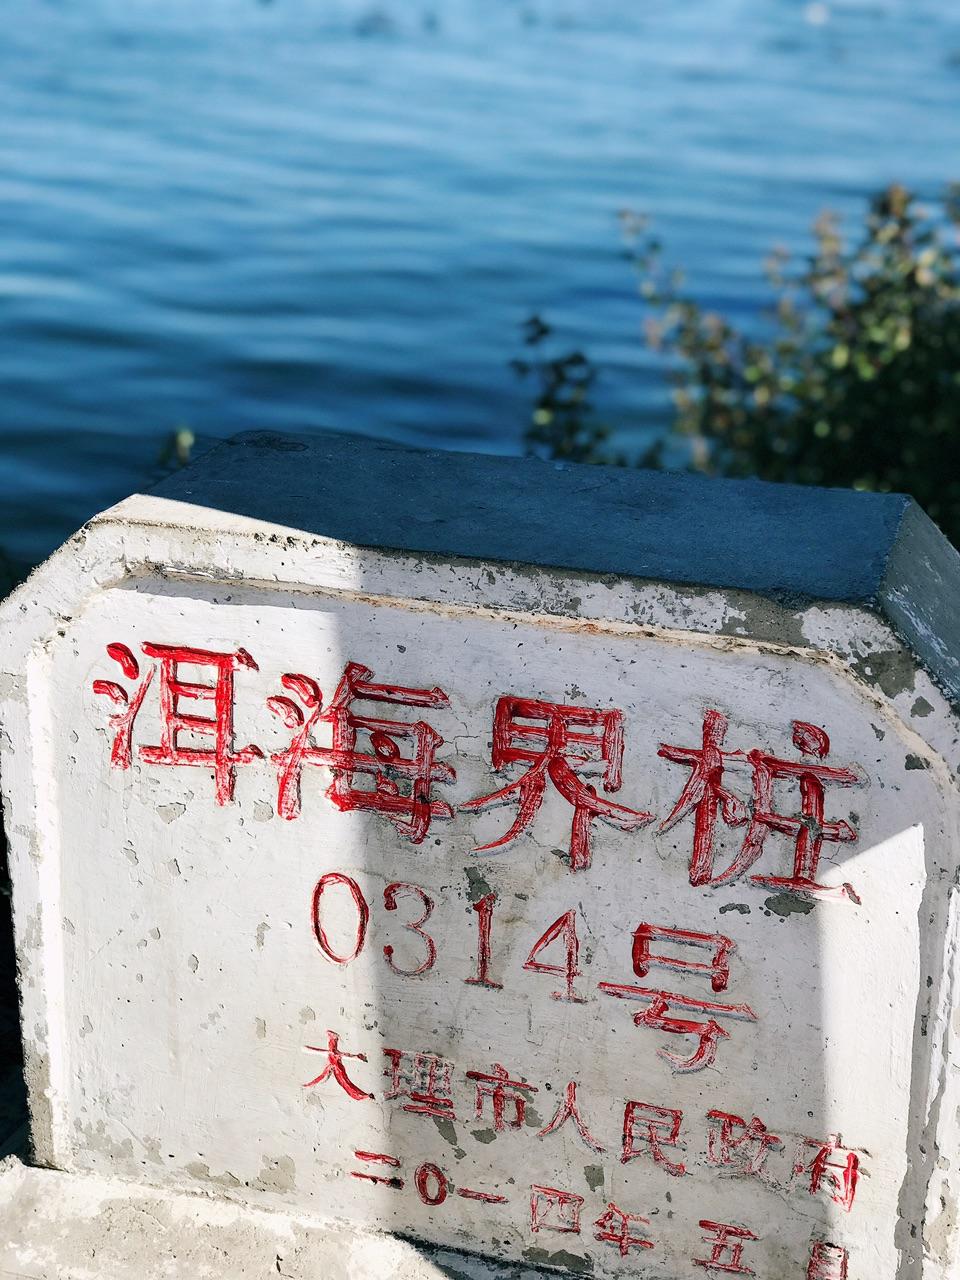 洱海界桩
0314号
大理市人民政府
二〇一四年五月